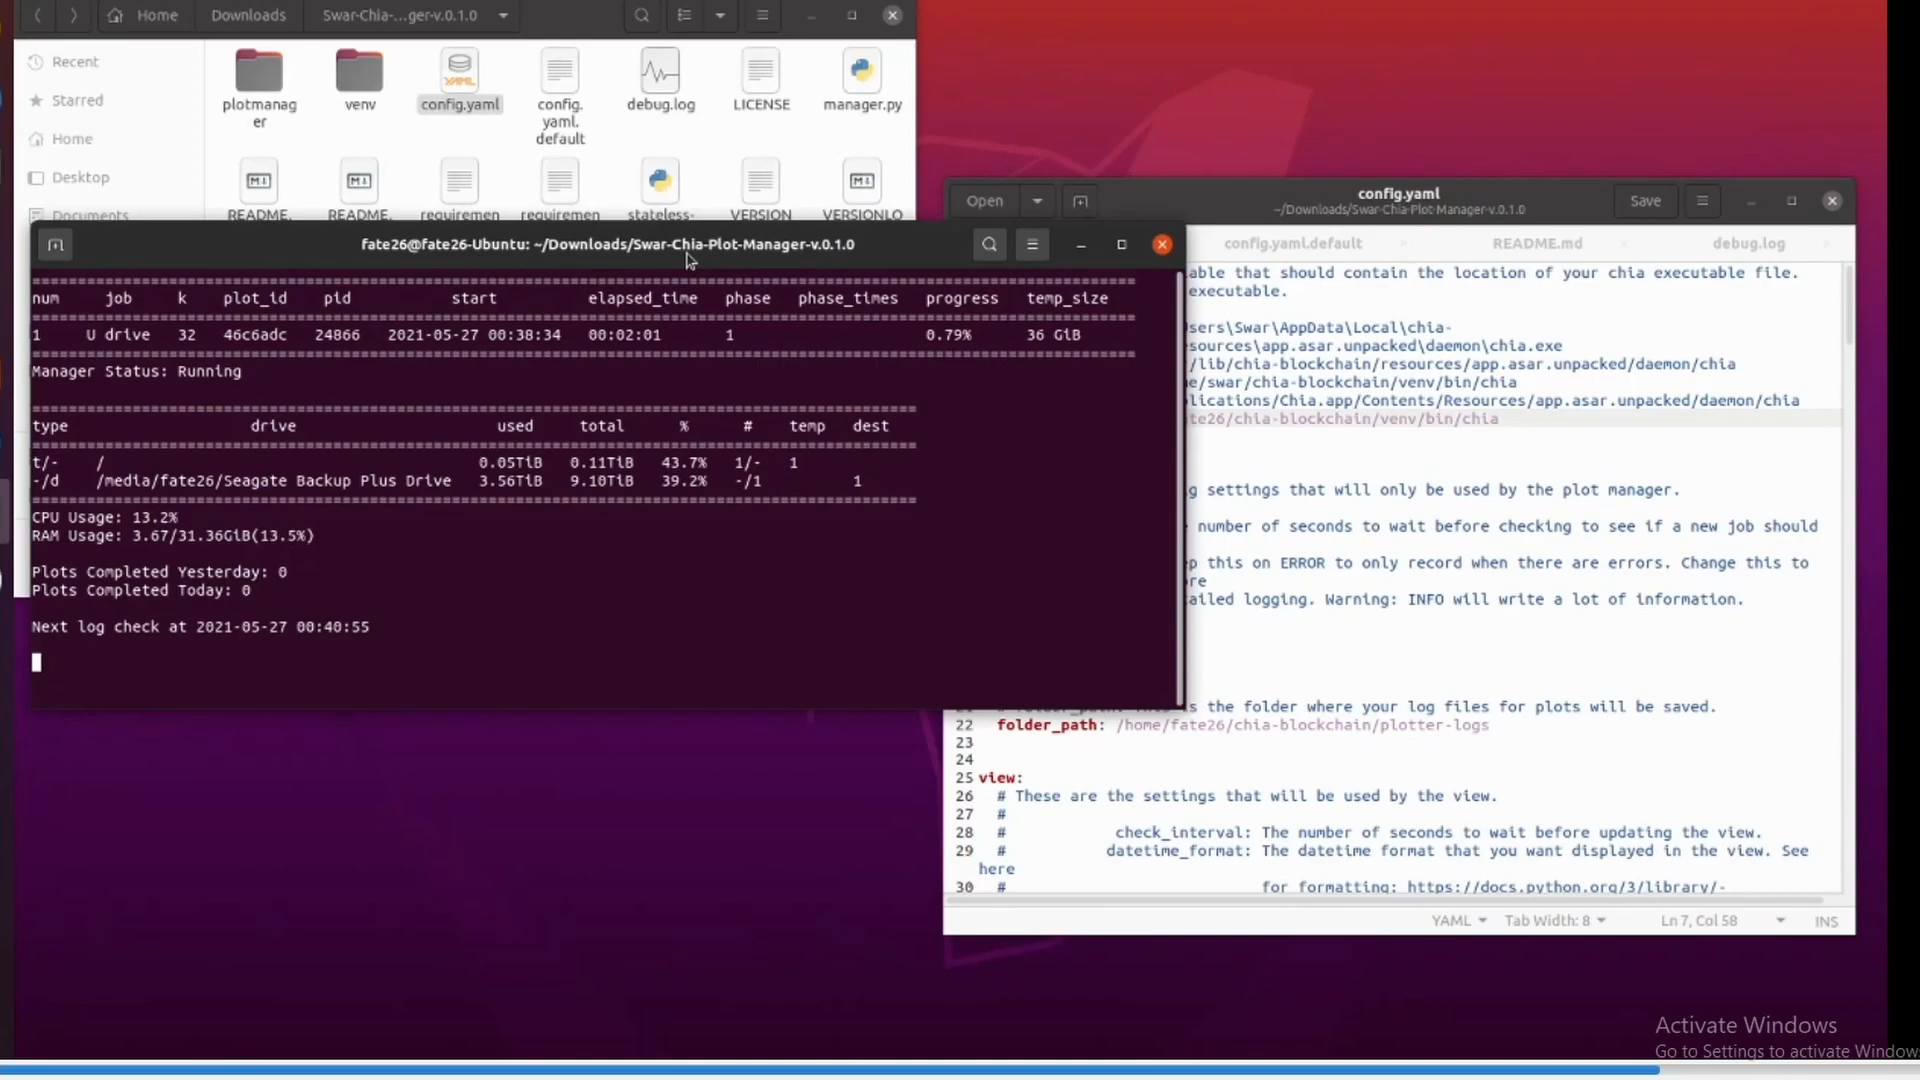 Home
Downloads
Swar-Chia-...ger-v.0.1.0
Recent
Starred
Home
Desktop
Documents
plotmanag
er
venv
config.yaml
config.
yaml.
default
debug.log
LICENSE
manager.py
README.
README.
requiremen
requiremen
stateless-
VERSION
VERSIONLO
fate26@fate26-Ubuntu: ~/Downloads/Swar-Chia-Plot-Manager-v.0.1.0
num job k plot_id pid start elapsed_time phase phase_times progress temp_size
1 U drive 32 46c6adc 24866 2021-05-27 00:38:34 00:02:01 1 0.79% 36 GiB
Manager Status: Running
type drive used total % # temp dest
t/- / 0.05TiB 0.11TiB 43.7% 1/- 1
-/d /media/fate26/Seagate Backup Plus Drive 3.56TiB 9.10TiB 39.2% -/1 1
CPU Usage: 13.2%
RAM Usage: 3.67/31.36GiB(13.5%)
Plots Completed Yesterday: 0
Plots Completed Today: 0
Next log check at 2021-05-27 00:40:55
Open
config.yaml
~/Downloads/Swar-Chia-Plot-Manager-v.0.1.0
Save
config.yaml.default
README.md
debug.log
able that should contain the location of your chia executable file.
executable.
sers\Swar\AppData\Local\chia-
sources\app.asar.unpacked\daemon\chia.exe
/lib/chia-blockchain/resources/app.asar.unpacked/daemon/chia
e/swar/chia-blockchain/venv/bin/chia
plications/Chia.app/Contents/Resources/app.asar.unpacked/daemon/chia
te26/chia-blockchain/venv/bin/chia
g settings that will only be used by the plot manager.
number of seconds to wait before checking to see if a new job should
p this on ERROR to only record when there are errors. Change this to
re
ailed logging. Warning: INFO will write a lot of information.
s the folder where your log files for plots will be saved.
22 folder_path: /home/fate26/chia-blockchain/plotter-logs
23
24
25 view:
26 # These are the settings that will be used by the view.
27 #
28 # check_interval: The number of seconds to wait before updating the view.
29 # datetime_format: The datetime format that you want displayed in the view. See
here
30 # for formatting: https://docs.python.org/3/library/-
YAML Tab Width: 8 Ln 7, Col 58 INS
Activate Windows
Go to Settings to activate Windows